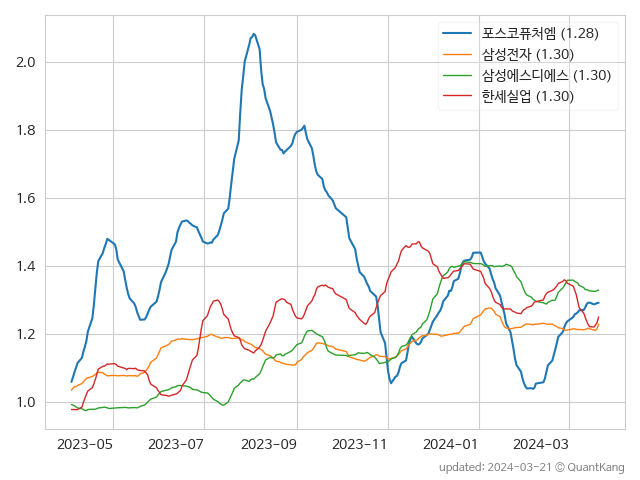 포스코퓨처엠 (1.28)
삼성전자 (1.30)
삼성에스디에스 (1.30)
한세실업 (1.30)
2.0
1.8
1.6
1.4
1.2
1.0
2023-05 2023-07 2023-09 2023-11 2024-01 2024-03
updated: 2024-03-21 © QuantKang